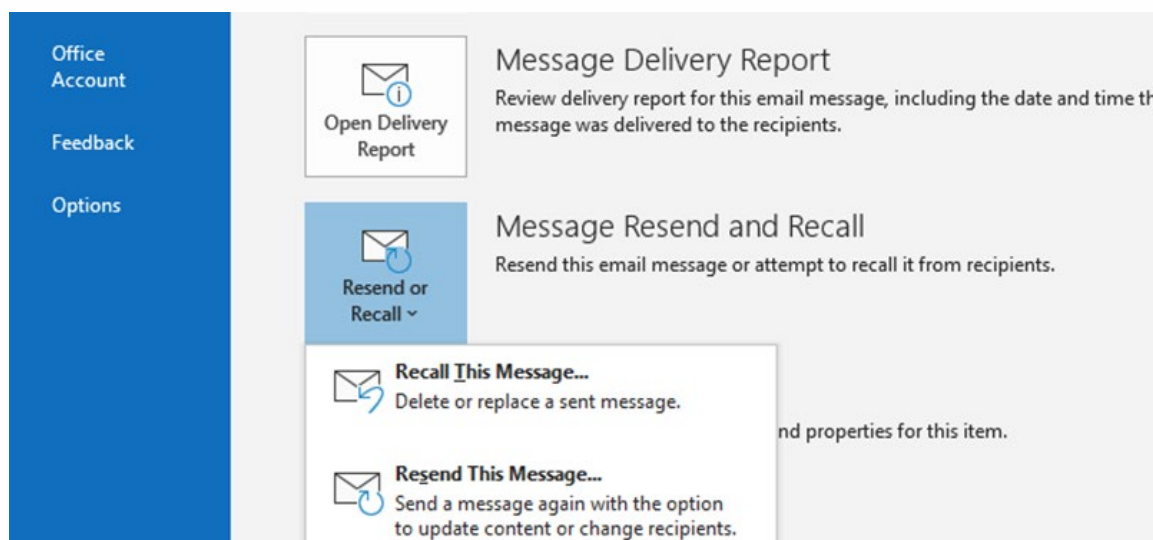 Office
Account
Feedback
Options
Open Delivery
Report
Message Delivery Report
Review delivery report for this email message, including the date and time
message was delivered to the recipients.
Resend or
Recall
Message Resend and Recall
Resend this email message or attempt to recall it from recipients.
Recall This Message...
Delete or replace a sent message.
nd properties for this item.
Resend This Message...
Send a message again with the option
to update content or change recipients.